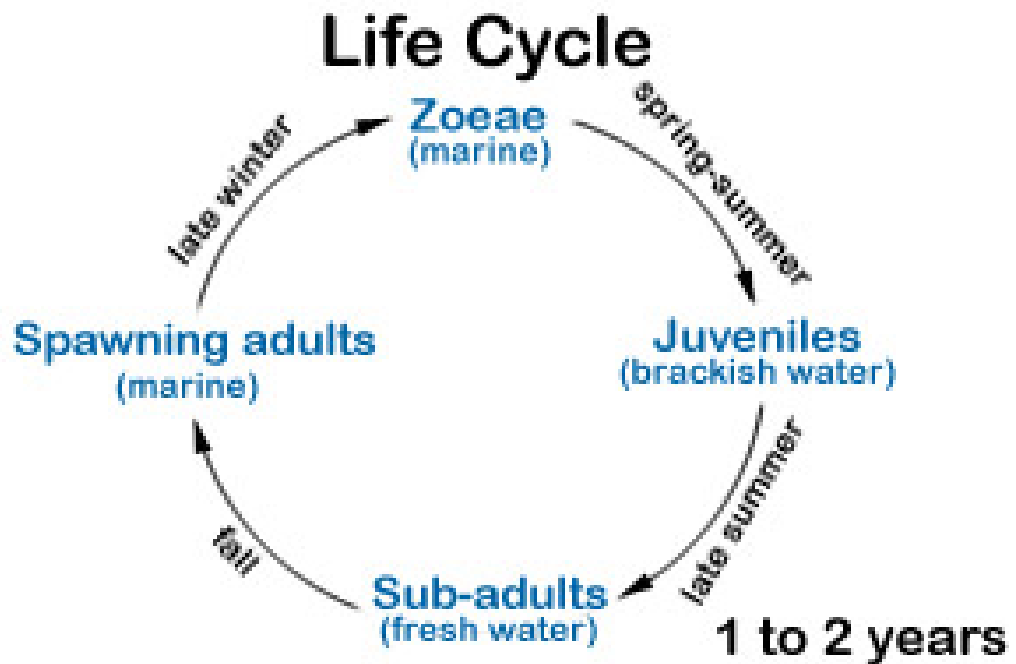 Life Cycle
Zoeae
(marine)
spring-summer
Juveniles
(brackish water)
late summer
Sub-adults
(fresh water)
fall
Spawning adults
(marine)
late winter
1 to 2 years